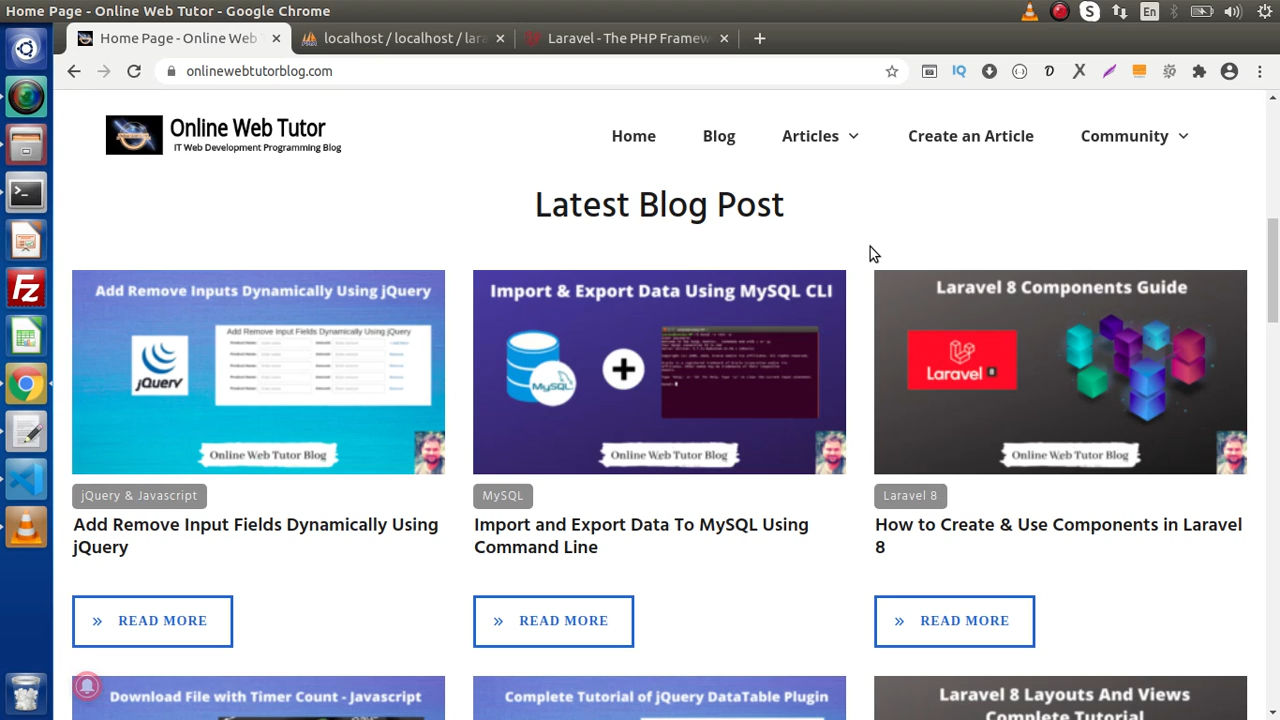 Home Page - Online Web Tutor - Google Chrome
En
Home Page - Online Web
localhost / localhost / lara
Laravel - The PHP Framew
onlinewebtutorblog.com
IQ
Online Web Tutor
IT Web Development Programming Blog
Home
Blog
Articles
Create an Article
Community
Latest Blog Post
Add Remove Inputs Dynamically Using jQuery
Add Remove Input Fields Dynamically Using jQuery
jQuery
Online Web Tutor Blog
Import & Export Data Using MySQL CLI
MySQL
Online Web Tutor Blog
Laravel 8 Components Guide
Laravel 8
Online Web Tutor Blog
jQuery & Javascript
Add Remove Input Fields Dynamically Using
jQuery
READ MORE
MySQL
Import and Export Data To MySQL Using
Command Line
READ MORE
Laravel 8
How to Create & Use Components in Laravel
8
READ MORE
Download File with Timer Count - Javascript
Complete Tutorial of jQuery DataTable Plugin
Laravel 8 Layouts And Views
Complete Tutorial